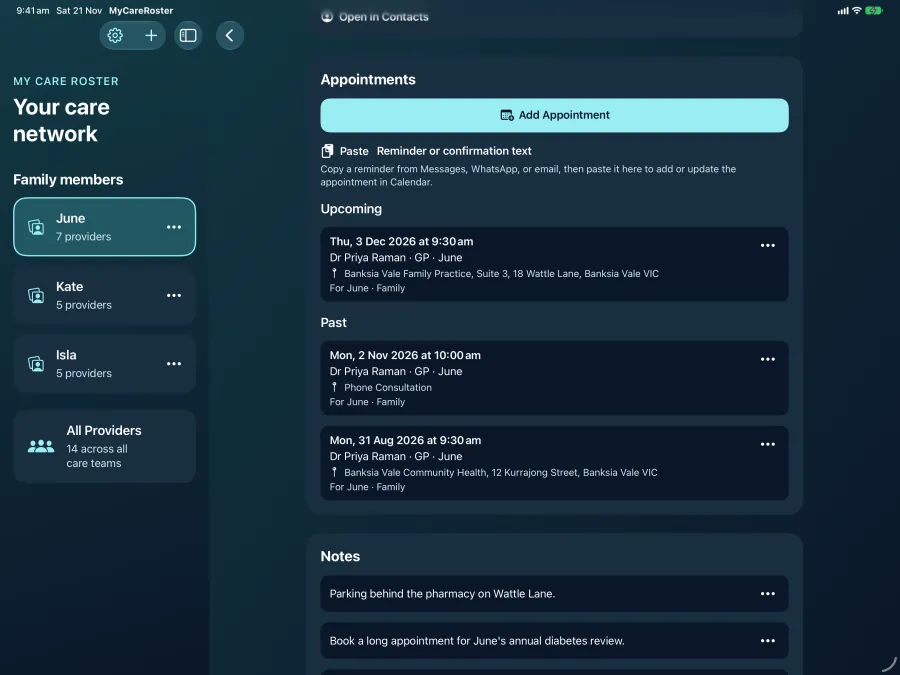 9:41 am Sat 21 Nov MyCareRoster
MY CARE ROSTER
Your care
network
Family members
June
7 providers
Kate
5 providers
Isla
5 providers
All Providers
14 across all
care teams
Open in Contacts
Appointments
Add Appointment
Paste Reminder or confirmation text
Copy a reminder from Messages, WhatsApp, or email, then paste it here to add or update the
appointment in Calendar.
Upcoming
Thu, 3 Dec 2026 at 9:30 am
Dr Priya Raman · GP · June
Banksia Vale Family Practice, Suite 3, 18 Wattle Lane, Banksia Vale VIC
For June · Family
Past
Mon, 2 Nov 2026 at 10:00 am
Dr Priya Raman · GP · June
Phone Consultation
For June · Family
Mon, 31 Aug 2026 at 9:30 am
Dr Priya Raman · GP · June
Banksia Vale Community Health, 12 Kurrajong Street, Banksia Vale VIC
For June · Family
Notes
Parking behind the pharmacy on Wattle Lane.
Book a long appointment for June's annual diabetes review.